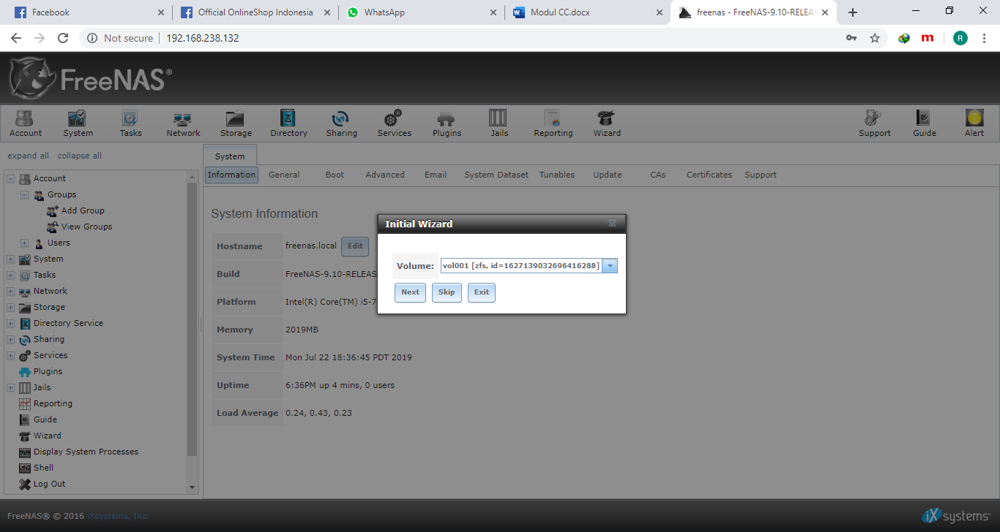 Facebook
Official OnlineShop Indonesia
WhatsApp
Modul CC.docx
freenas - FreeNAS-9.10-RELEA
Not secure
192.168.238.132
m
R
FreeNAS®
Account
System
Tasks
Network
Storage
Directory
Sharing
Services
Plugins
Jails
Reporting
Wizard
Support
Guide
Alert
expand all
collapse all
Account
Groups
Add Group
View Groups
Users
System
Tasks
Network
Storage
Directory Service
Sharing
Services
Plugins
Jails
Reporting
Guide
Wizard
Display System Processes
Shell
Log Out
System
Information
General
Boot
Advanced
Email
System Dataset
Tunables
Update
CAs
Certificates
Support
System Information
Hostname
freenas.local
Edit
Build
FreeNAS-9.10-RELEAS
Platform
Intel(R) Core(TM) i5-7
Memory
2019MB
System Time
Mon Jul 22 18:36:45 PDT 2019
Uptime
6:36PM up 4 mins, 0 users
Load Average
0.24, 0.43, 0.23
Initial Wizard
Volume:
vol001 [zfs, id=1627139032696416288]
Next
Skip
Exit
FreeNAS® © 2016 iXsystems, Inc.
iXsystems